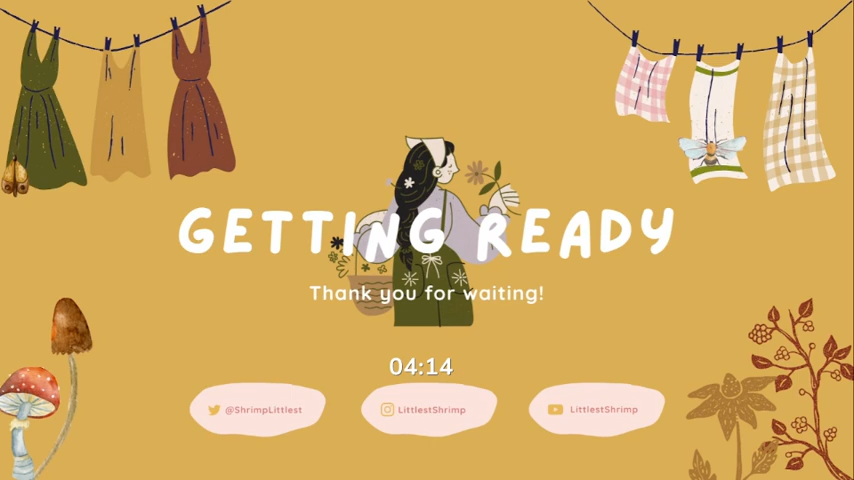 GETTING READY
Thank you for waiting!
04:14
@ShrimpLittlest
LittlestShrimp
LittlestShrimp